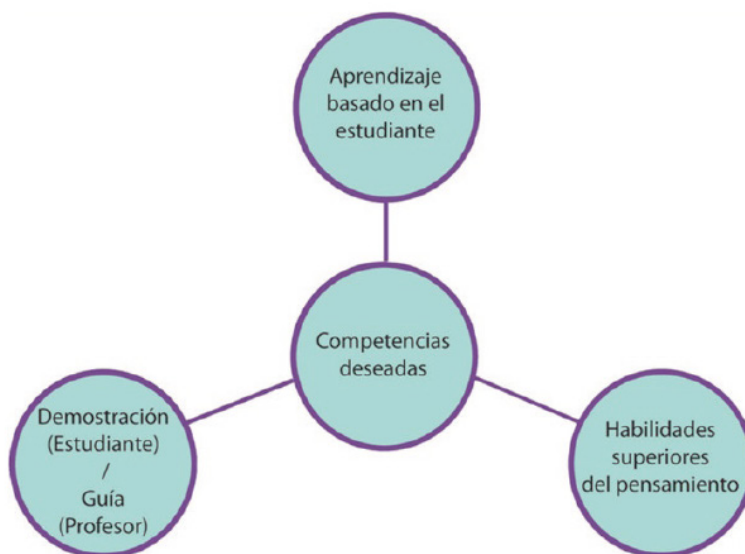 Aprendizaje
basado en el
estudiante
Competencias
deseadas
Demostración
(Estudiante)
/
Guía
(Profesor)
Habilidades
superiores
del pensamiento